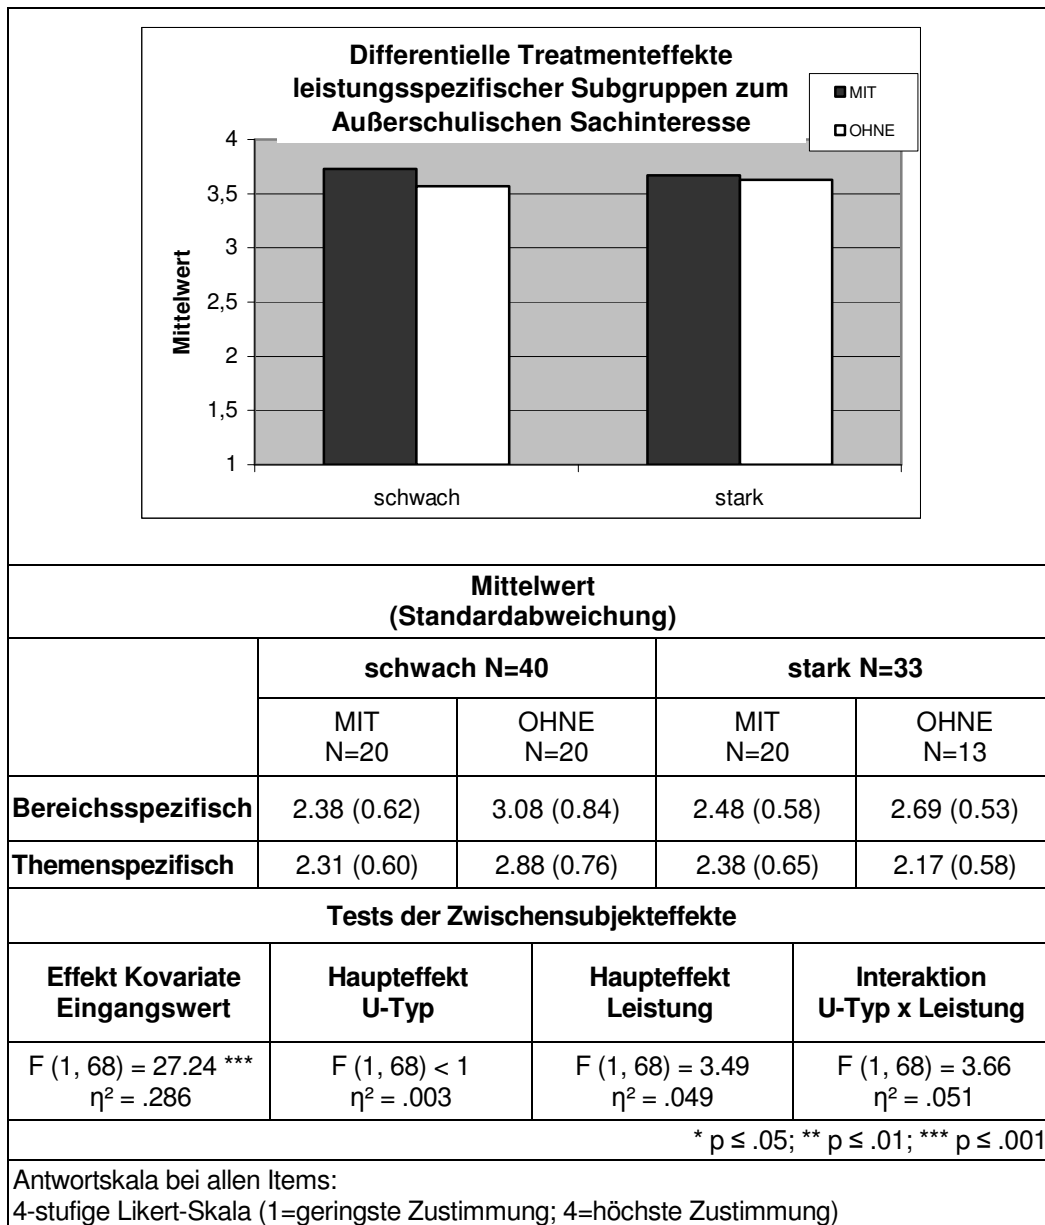 Differentielle Treatmenteffekte
leistungsspezifischer Subgruppen zum
Außerschulischen Sachinteresse
MIT
OHNE
4
3,5
3
2,5
2
1,5
1
Mittelwert
schwach
stark
Mittelwert
(Standardabweichung)
schwach N=40
stark N=33
MIT
N=20
OHNE
N=20
MIT
N=20
OHNE
N=13
Bereichsspezifisch 2.38 (0.62) 3.08 (0.84) 2.48 (0.58) 2.69 (0.53)
Themenspezifisch 2.31 (0.60) 2.88 (0.76) 2.38 (0.65) 2.17 (0.58)
Tests der Zwischensubjekteffekte
Effekt Kovariate
Eingangswert
Haupteffekt
U-Typ
Haupteffekt
Leistung
Interaktion
U-Typ x Leistung
F (1, 68) = 27.24 ***
η² = .286
F (1, 68) < 1
η² = .003
F (1, 68) = 3.49
η² = .049
F (1, 68) = 3.66
η² = .051
* p ≤ .05; ** p ≤ .01; *** p ≤ .001
Antwortskala bei allen Items:
4-stufige Likert-Skala (1=geringste Zustimmung; 4=höchste Zustimmung)